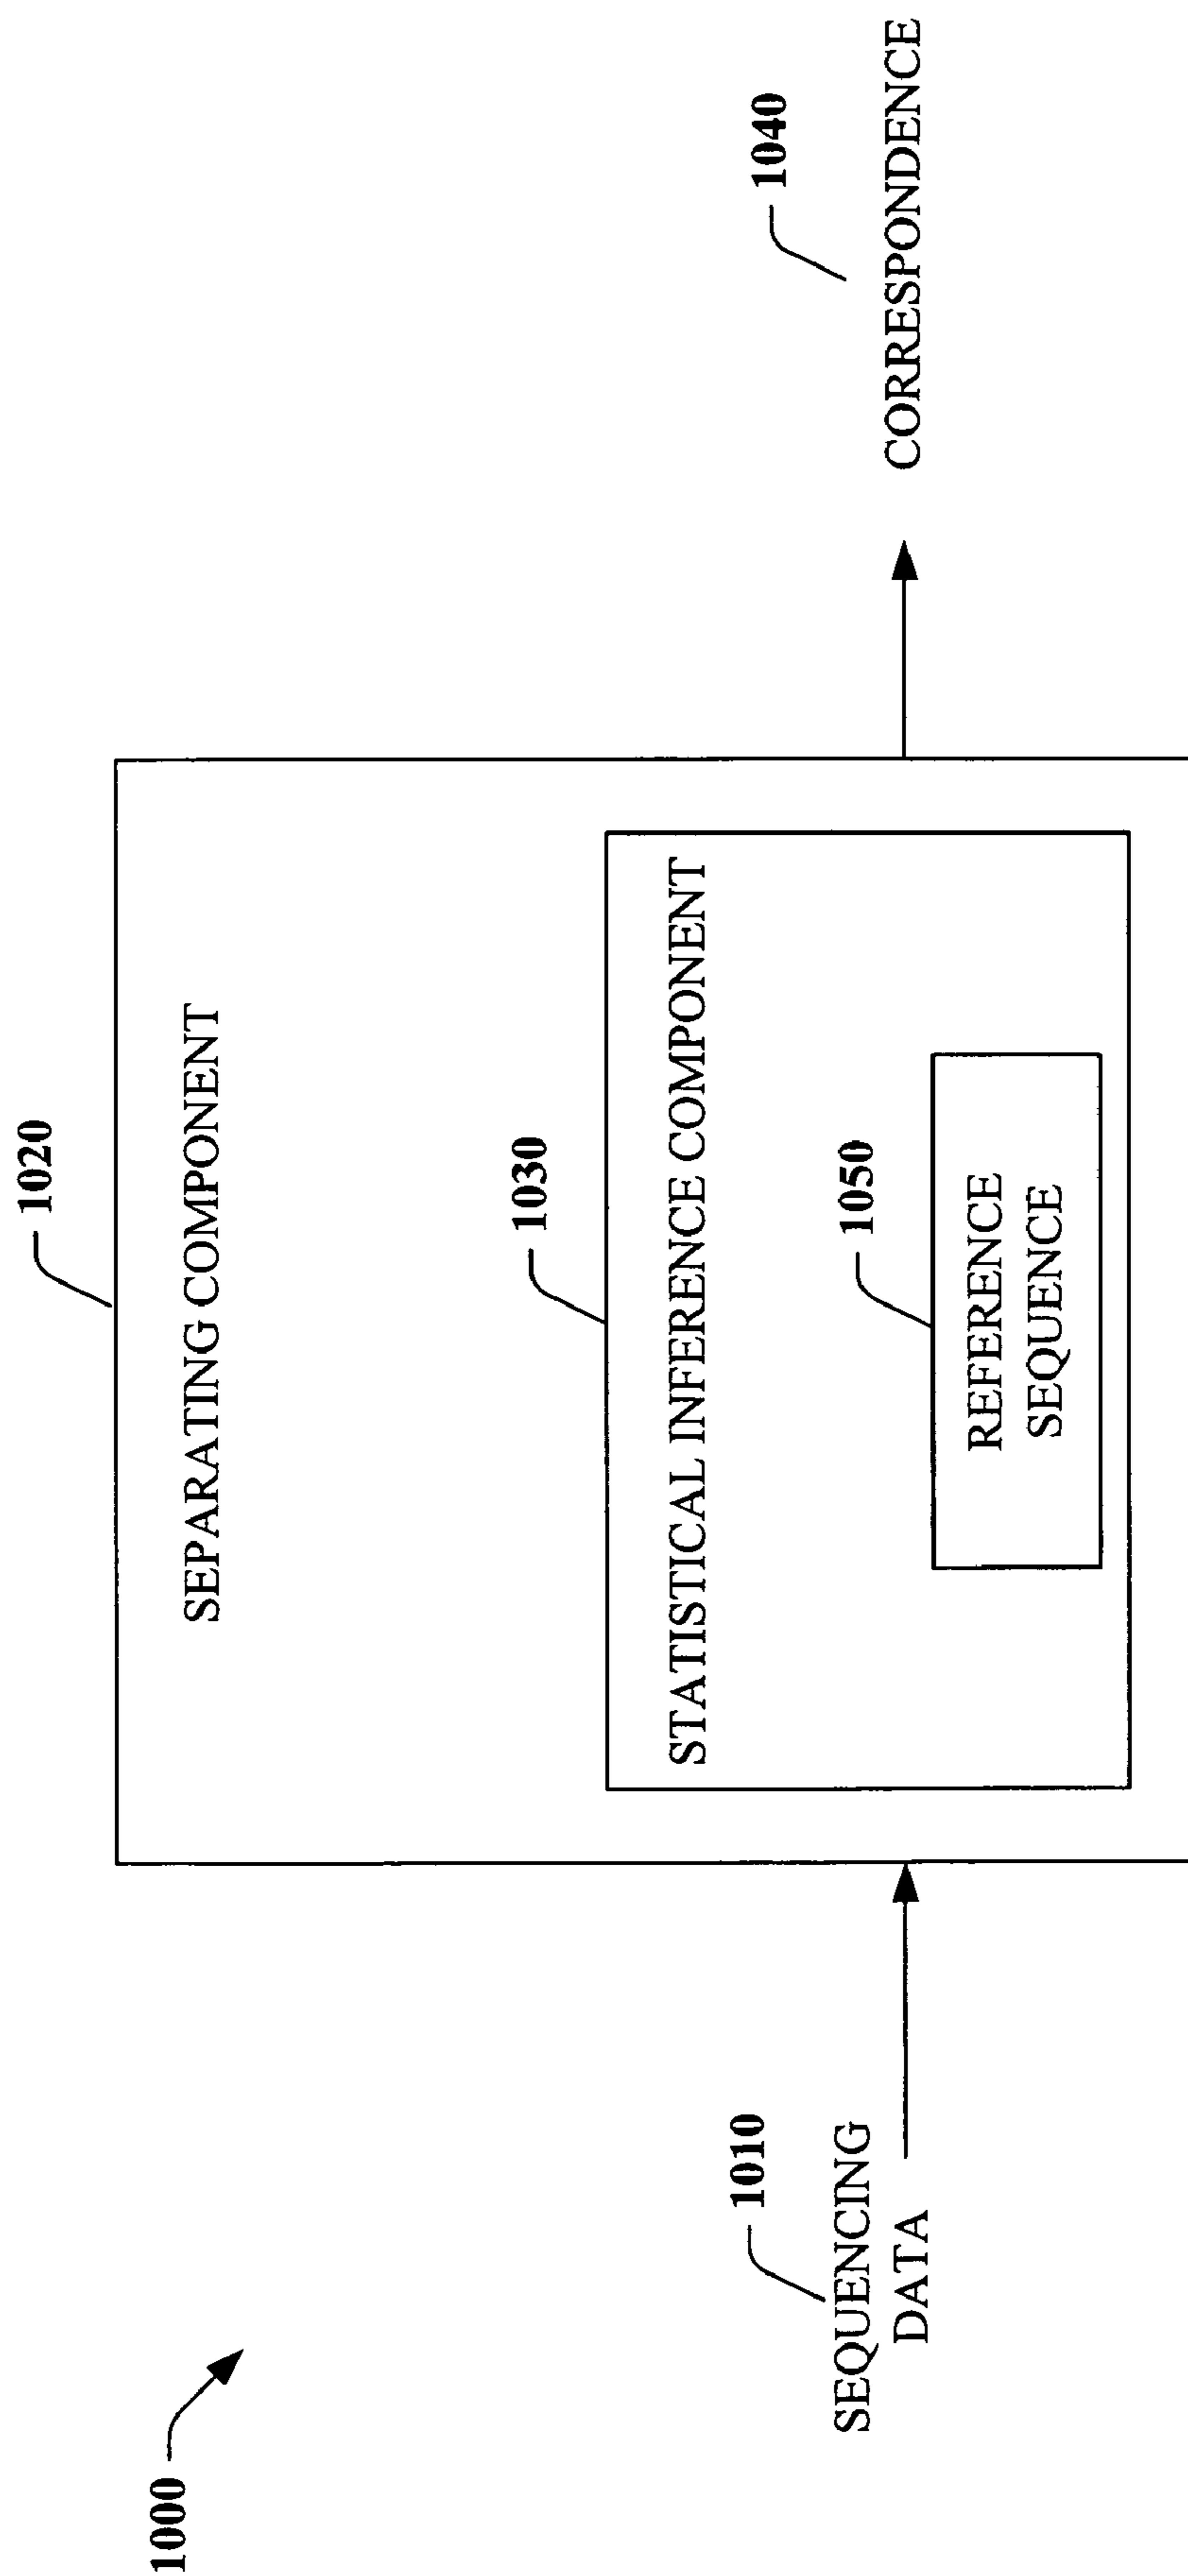 1000
1020
SEPARATING COMPONENT
1030
STATISTICAL INFERENCE COMPONENT
1050
REFERENCE
SEQUENCE
1010
SEQUENCING
DATA
1040
CORRESPONDENCE